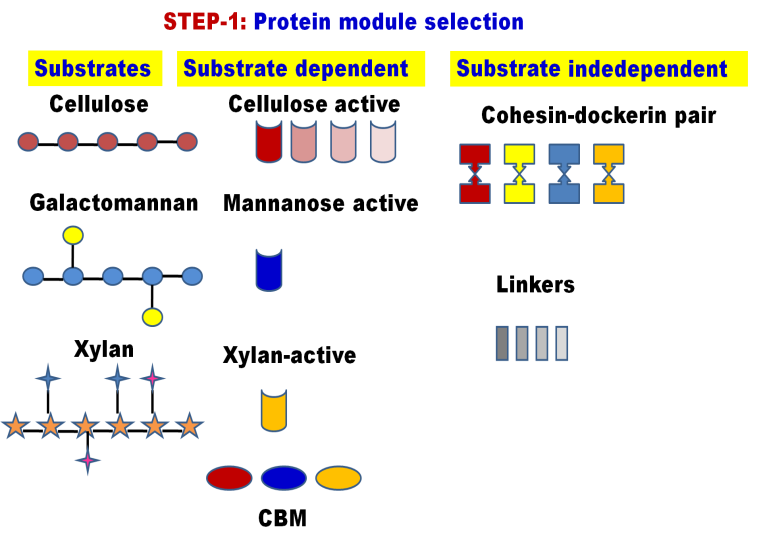 STEP-1: Protein module selection
Substrates
Substrate dependent
Substrate indedependent
Cellulose
Cellulose active
Cohesin-dockerin pair
Galactomannan
Mannanose active
Linkers
Xylan
Xylan-active
CBM